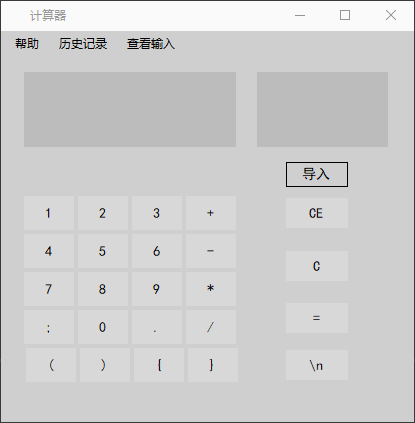 计算器
帮助 历史记录 查看输入
导入
1 2 3 + CE
4 5 6 - C
7 8 9 *
; 0 . / =
( ) { } \n